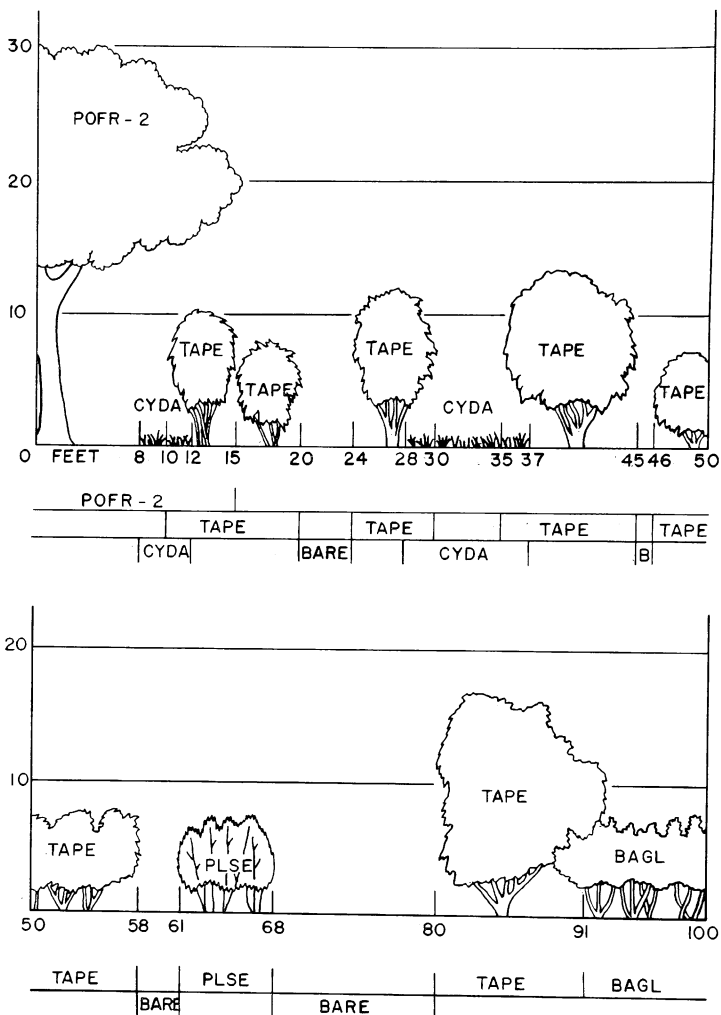 30
POFR-2
20
10
TAPE TAPE TAPE TAPE TAPE
CYDA CYDA
0 FEET 8 10 12 15 20 24 28 30 35 37 45 46 50
POFR-2
TAPE TAPE TAPE TAPE
CYDA BARE CYDA B
20
10
TAPE PLSE TAPE BAGL
50 58 61 68 80 91 100
TAPE PLSE TAPE BAGL
BARE BARE